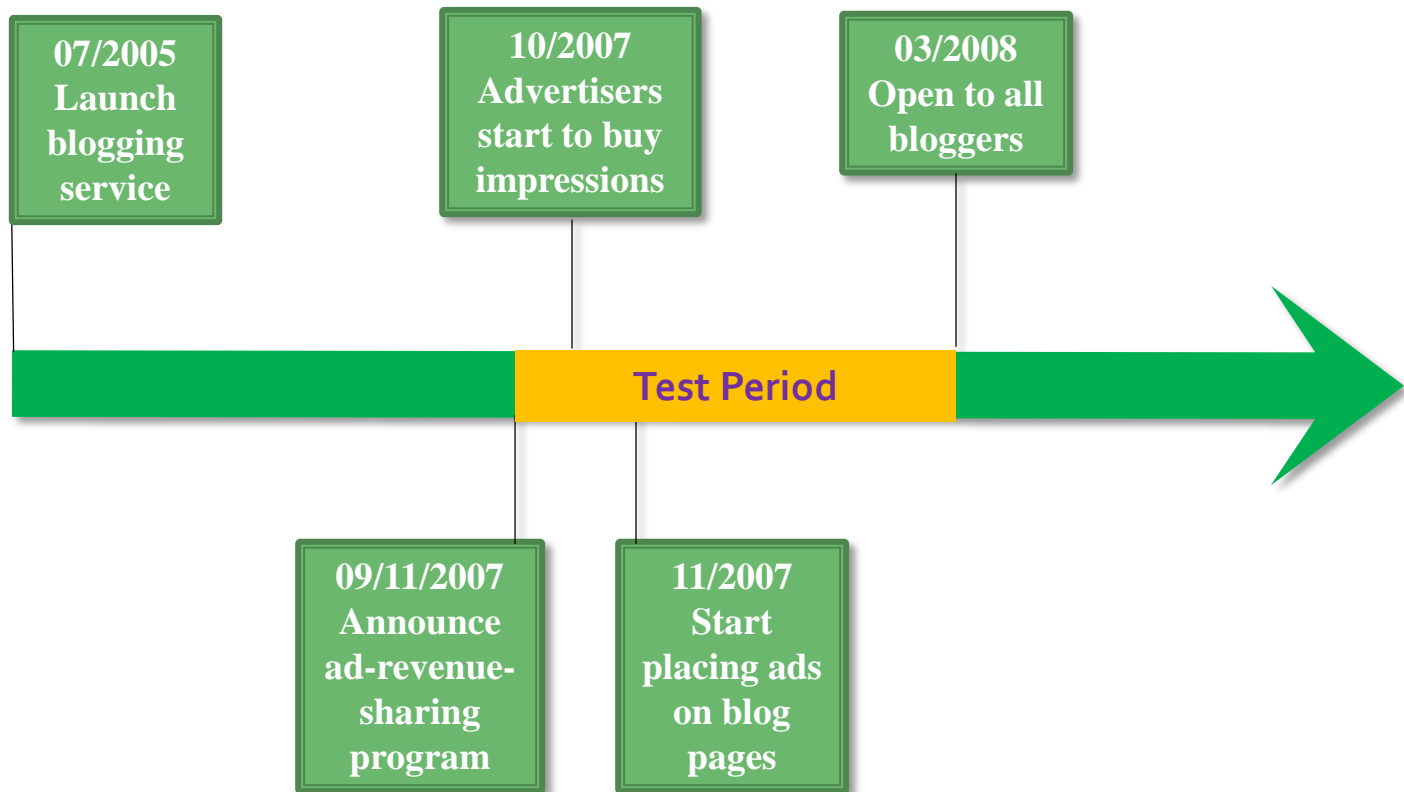 07/2005
Launch
blogging
service
10/2007
Advertisers
start to buy
impressions
03/2008
Open to all
bloggers
Test Period
09/11/2007
Announce
ad-revenue-
sharing
program
11/2007
Start
placing ads
on blog
pages